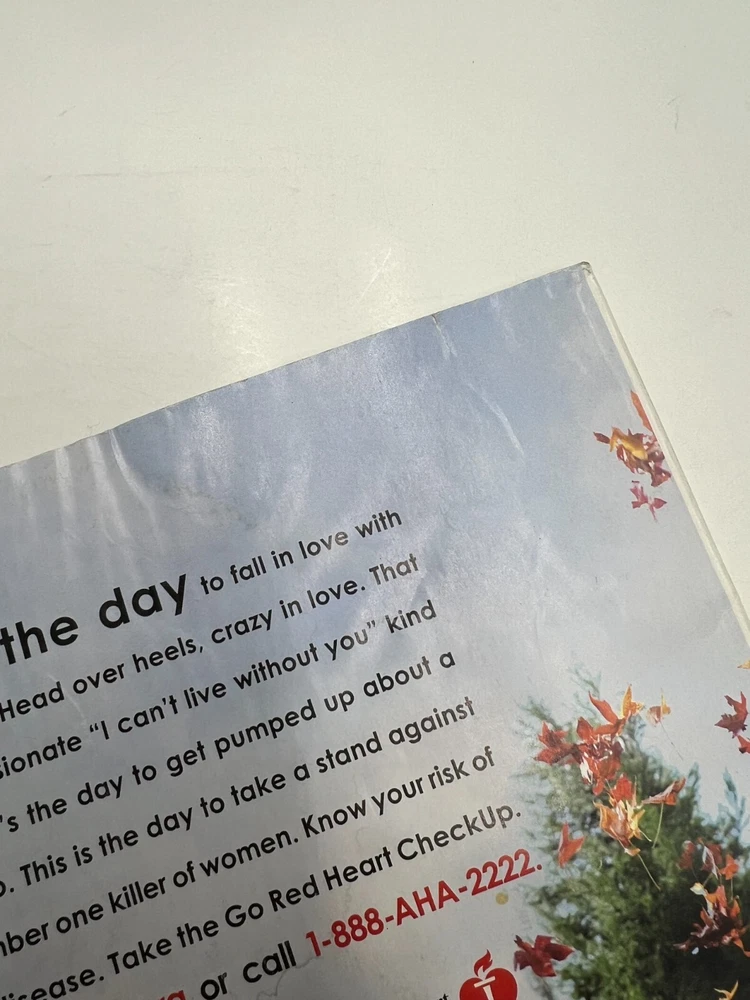 the day to fall in love with
Head over heels, crazy in love. That
sionate "I can't live without you" kind
's the day to get pumped up about a
. This is the day to take a stand against
ber one killer of women. Know your risk of
isease. Take the Go Red Heart CheckUp.
or call 1-888-AHA-2222.